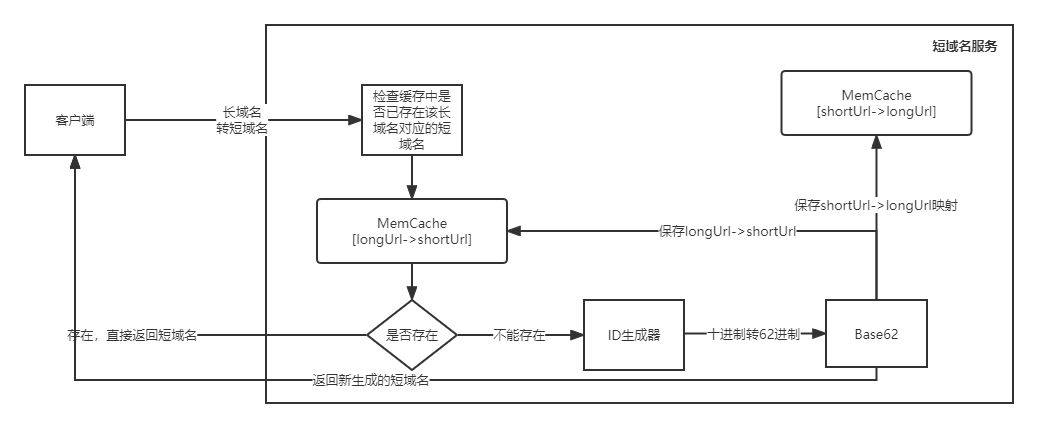 短域名服务
客户端
长域名
转短域名
检查缓存中是
否已存在该长
域名对应的短
域名
MemCache
[shortUrl->longUrl]
MemCache
[longUrl->shortUrl]
保存shortUrl->longUrl映射
保存longUrl->shortUrl
存在，直接返回短域名
是否存在
不能存在
ID生成器
十进制转62进制
Base62
返回新生成的短域名